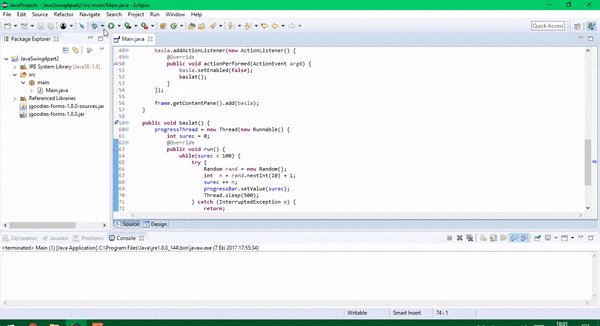 JavaProjects - JavaSwing4part2/src/main/Main.java - Eclipse
File Edit Source Refactor Navigate Search Project Run Window Help
Quick Access
Package Explorer
Main.java
JavaSwing4part2
JRE System Library [JavaSE-1.8]
src
main
Main.java
Referenced Libraries
jgoodies-forms-1.8.0-sources.jar
jgoodies-forms-1.8.0.jar
48 basla.addActionListener(new ActionListener() {
49 @Override
50 public void actionPerformed(ActionEvent arg0) {
51 basla.setEnabled(false);
52 baslat();
53 }
54 });
55
56 frame.getContentPane().add(basla);
57 }
58
59 public void baslat() {
60 progressThread = new Thread(new Runnable() {
61 int surec = 0;
62 @Override
63 public void run() {
64 while(surec < 100) {
65 try {
66 Random rand = new Random();
67 int n = rand.nextInt(10) + 1;
68 surec += n;
69 progressBar.setValue(surec);
70 Thread.sleep(500);
71 } catch (InterruptedException e) {
72 return;
Source Design
Declaration Javadoc Problems Console
<terminated> Main (1) [Java Application] C:\Program Files\Java\jre1.8.0_144\bin\javaw.exe (7 Eki 2017 17:55:34)
Writable Smart Insert 74 : 1
18:01